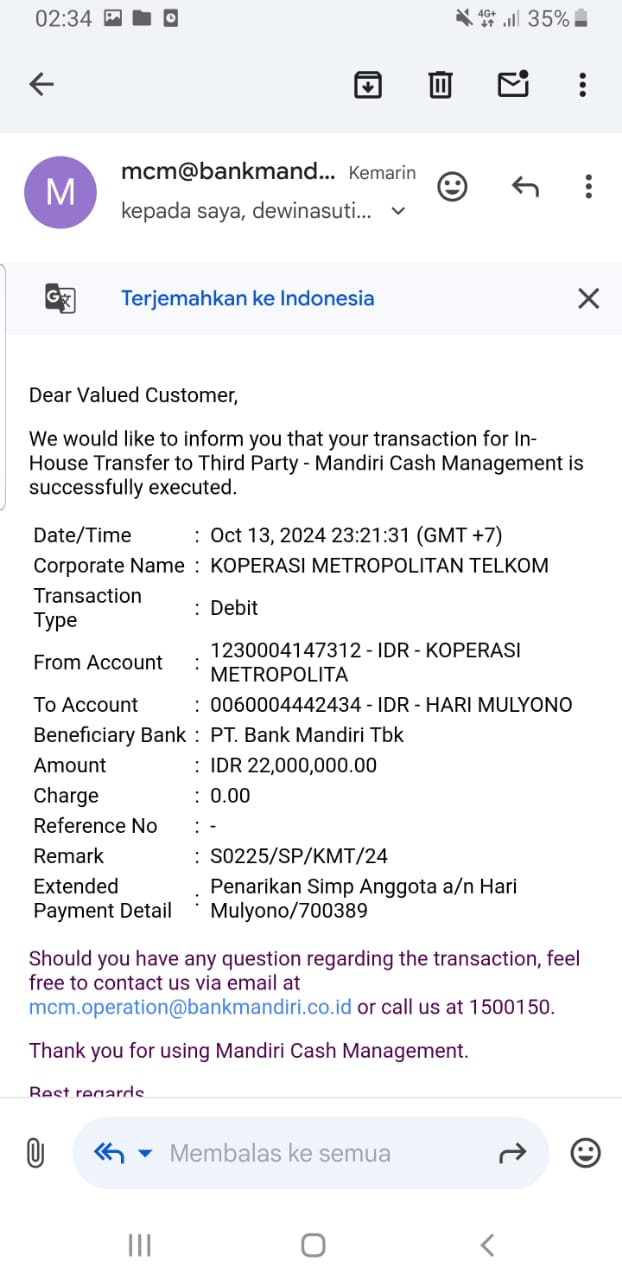 02:34 4G+ 35%
mcm@bankmand... Kemarin
kepada saya, dewinasuti...
Terjemahkan ke Indonesia
Dear Valued Customer,
We would like to inform you that your transaction for In-
House Transfer to Third Party - Mandiri Cash Management is
successfully executed.
Date/Time : Oct 13, 2024 23:21:31 (GMT +7)
Corporate Name : KOPERASI METROPOLITAN TELKOM
Transaction
Type : Debit
From Account : 1230004147312 - IDR - KOPERASI
METROPOLITA
To Account : 0060004442434 - IDR - HARI MULYONO
Beneficiary Bank : PT. Bank Mandiri Tbk
Amount : IDR 22,000,000.00
Charge : 0.00
Reference No : -
Remark : S0225/SP/KMT/24
Extended
Payment Detail : Penarikan Simp Anggota a/n Hari
Mulyono/700389
Should you have any question regarding the transaction, feel
free to contact us via email at
mcm.operation@bankmandiri.co.id or call us at 1500150.
Thank you for using Mandiri Cash Management.
Best regards
Membalas ke semua